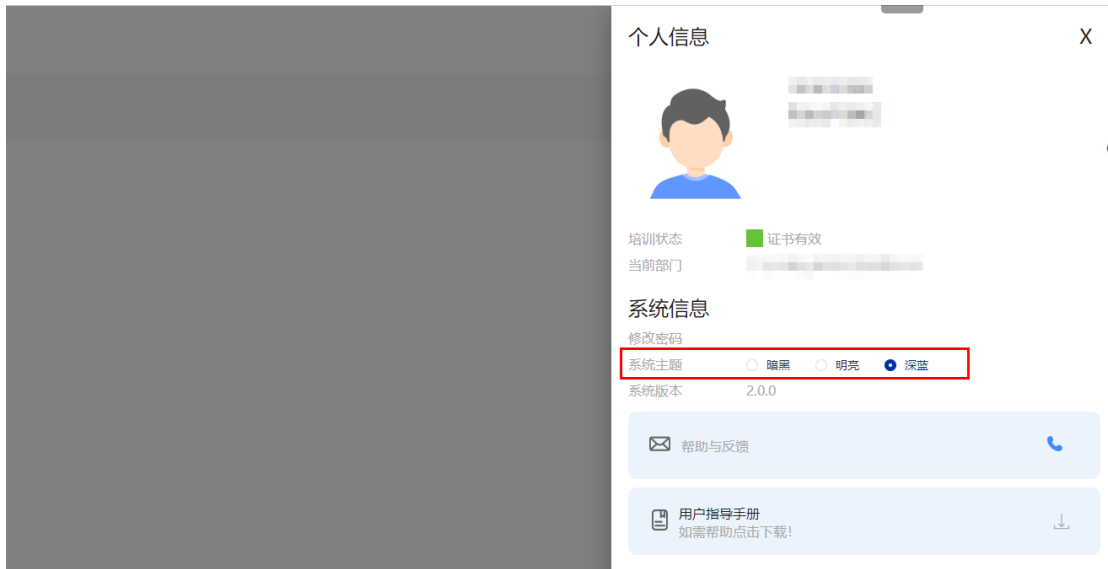 个人信息 X
培训状态 证书有效
当前部门
系统信息
修改密码
系统主题 暗黑 明亮 深蓝
系统版本 2.0.0
帮助与反馈
用户指导手册
如需帮助点击下载!